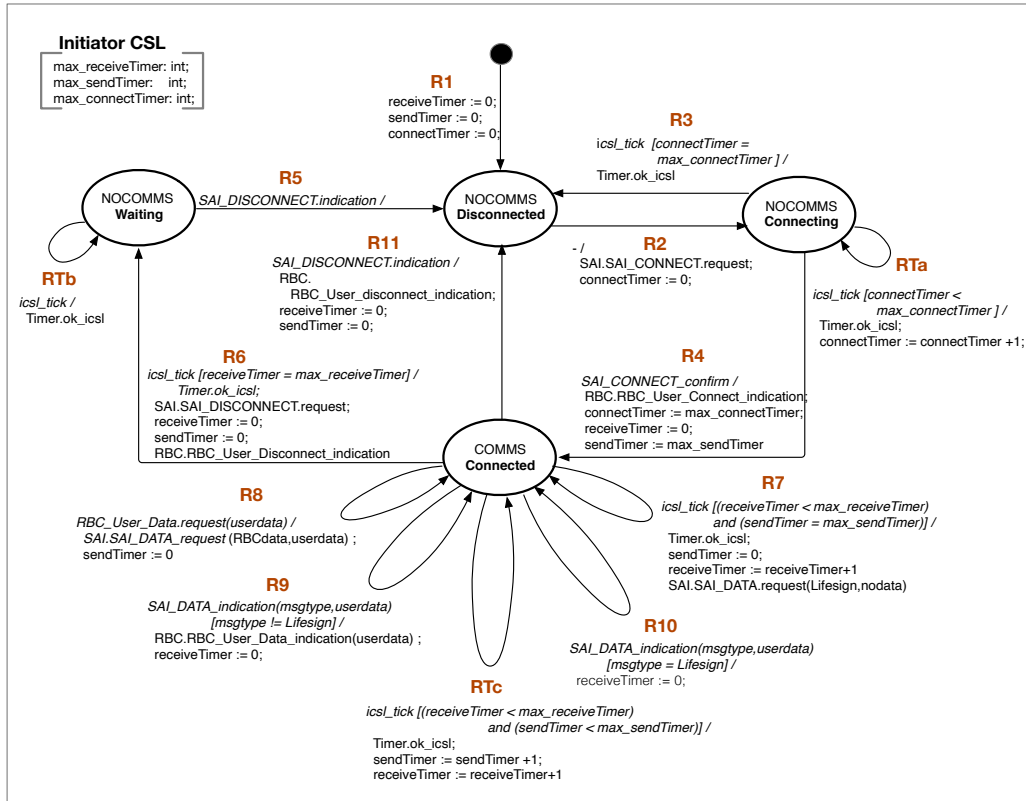 Initiator CSL
max_receiveTimer: int;
max_sendTimer: int;
max_connectTimer: int;
R1
receiveTimer := 0;
sendTimer := 0;
connectTimer := 0;
R3
icsl_tick [connectTimer =
max_connectTimer ] /
Timer.ok_icsl
NOCOMMS
Waiting
R5
SAI_DISCONNECT.indication /
NOCOMMS
Disconnected
NOCOMMS
Connecting
R2
- /
SAI.SAI_CONNECT.request;
connectTimer := 0;
RTa
icsl_tick [connectTimer <
max_connectTimer ] /
Timer.ok_icsl;
connectTimer := connectTimer +1;
R11
SAI_DISCONNECT.indication /
RBC.
RBC_User_disconnect_indication;
receiveTimer := 0;
sendTimer := 0;
RTb
icsl_tick /
Timer.ok_icsl
R6
icsl_tick [receiveTimer = max_receiveTimer] /
Timer.ok_icsl;
SAI.SAI_DISCONNECT.request;
receiveTimer := 0;
sendTimer := 0;
RBC.RBC_User_Disconnect_indication
R4
SAI_CONNECT_confirm /
RBC.RBC_User_Connect_indication;
connectTimer := max_connectTimer;
receiveTimer := 0;
sendTimer := max_sendTimer
COMMS
Connected
R8
RBC_User_Data.request(userdata) /
SAI.SAI_DATA_request (RBCdata,userdata) ;
sendTimer := 0
R7
icsl_tick [(receiveTimer < max_receiveTimer)
and (sendTimer = max_sendTimer)] /
Timer.ok_icsl;
sendTimer := 0;
receiveTimer := receiveTimer+1
SAI.SAI_DATA.request(Lifesign,nodata)
R9
SAI_DATA_indication(msgtype,userdata)
[msgtype != Lifesign] /
RBC.RBC_User_Data_indication(userdata) ;
receiveTimer := 0;
R10
SAI_DATA_indication(msgtype,userdata)
[msgtype = Lifesign] /
receiveTimer := 0;
RTc
icsl_tick [(receiveTimer < max_receiveTimer)
and (sendTimer < max_sendTimer)] /
Timer.ok_icsl;
sendTimer := sendTimer +1;
receiveTimer := receiveTimer+1